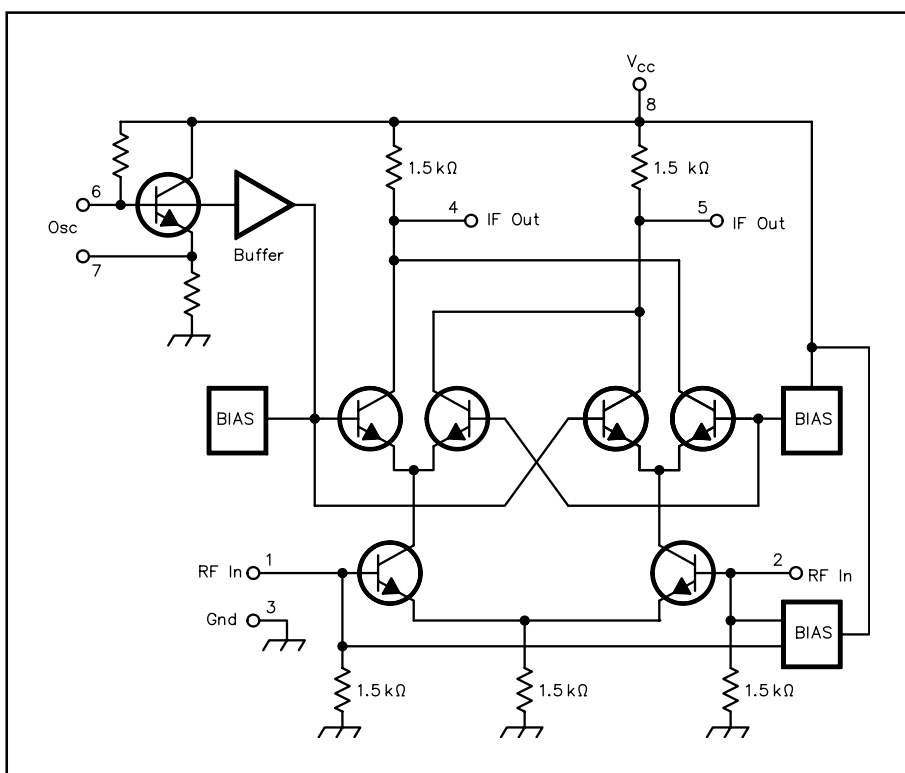 Vcc
8
1.5 kΩ
1.5 kΩ
6
4
IF Out
5
IF Out
Osc
Buffer
7
BIAS
BIAS
1
RF In
2
RF In
3
Gnd
BIAS
1.5 kΩ
1.5 kΩ
1.5 kΩ